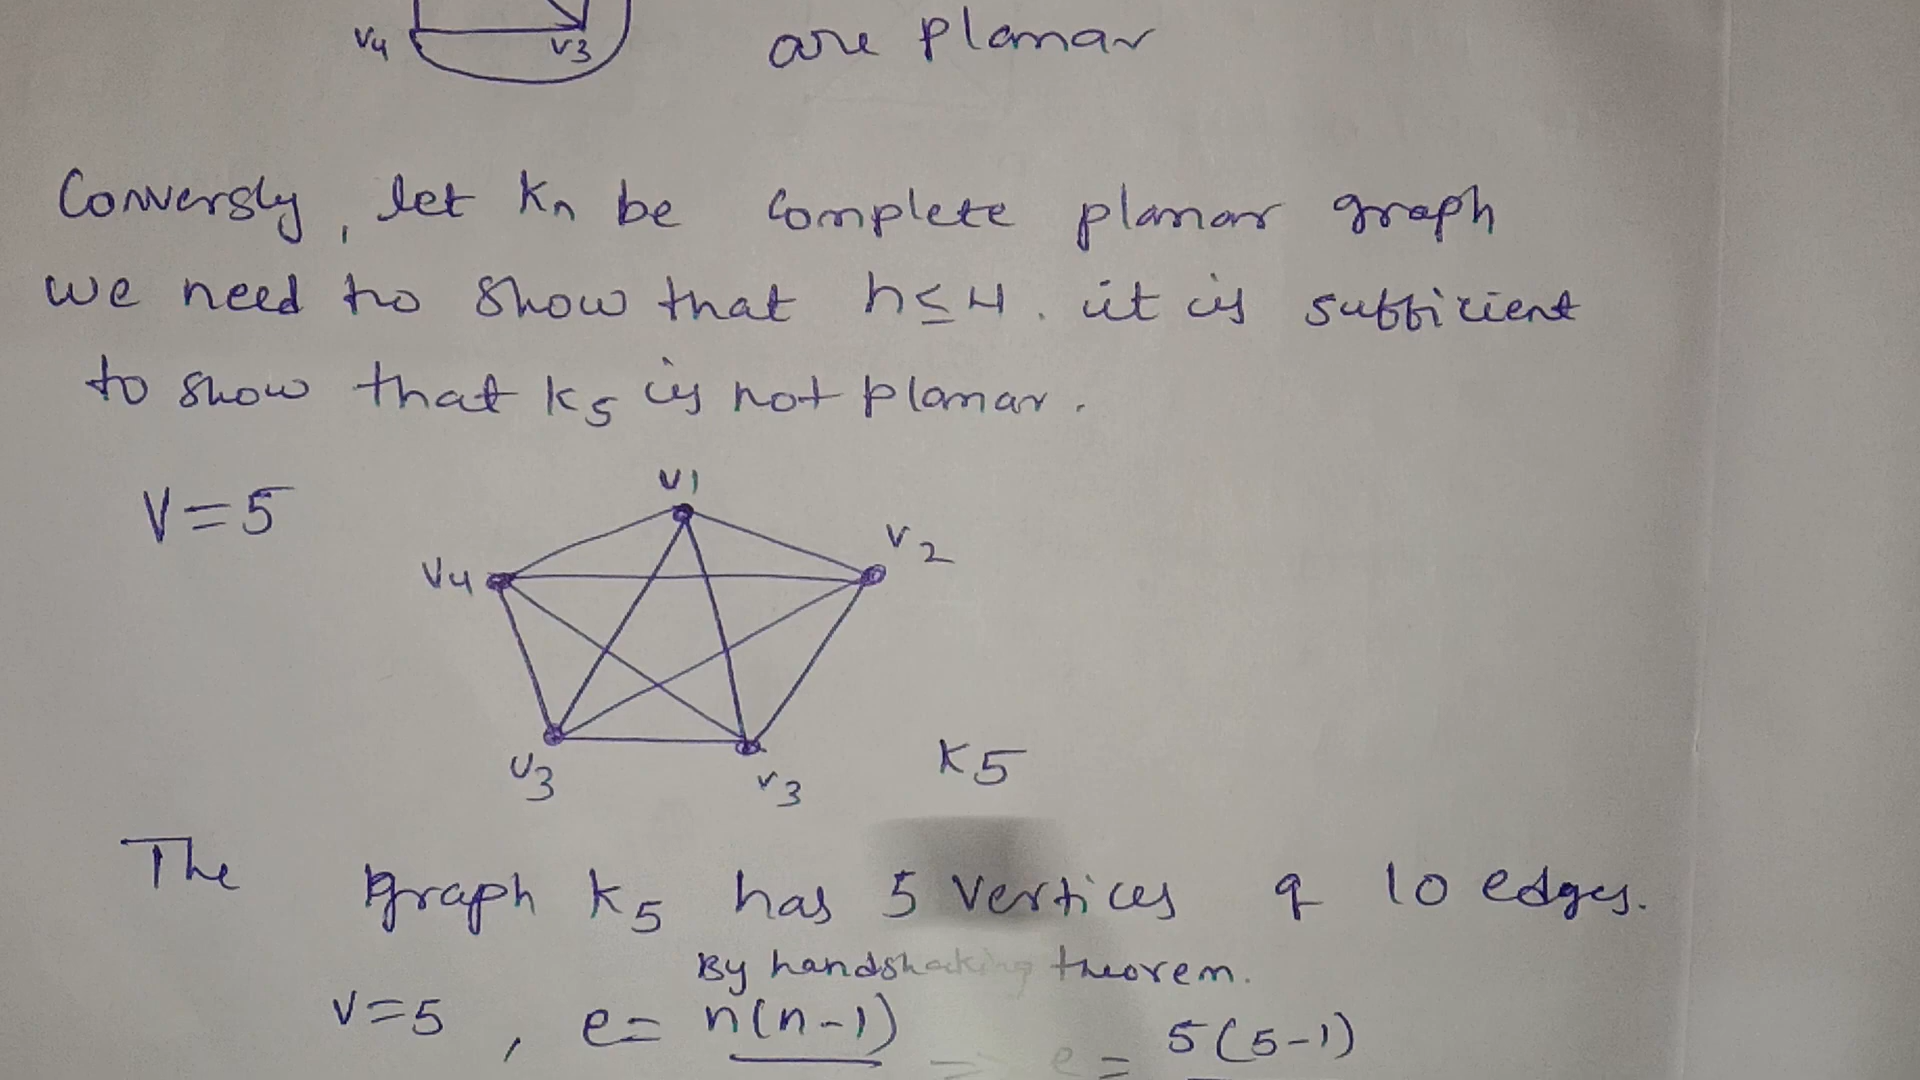 V4 V3 are planar
Conversly, let Kn be complete planar graph
we need to show that n≤4. it is sufficient
to show that K5 is not planar.
V=5
V1
V2
V4
V3
V3
K5
The graph K5 has 5 vertices & 10 edges.
By handshaking theorem.
V=5, e= n(n-1) => e = 5(5-1)